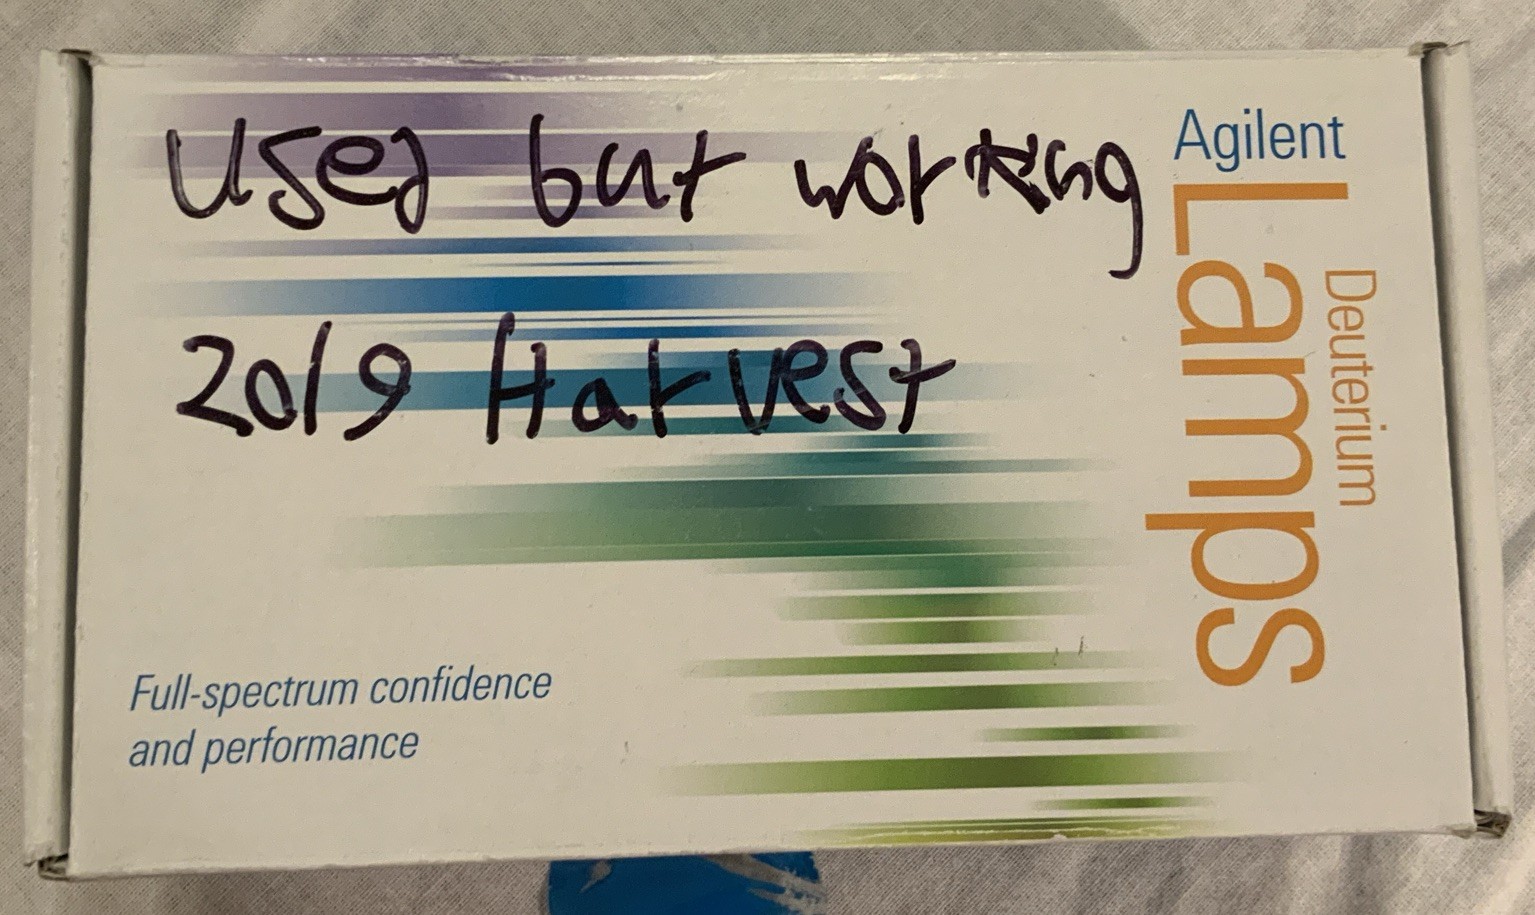 Used but working
2019 Harvest
Agilent
Deuterium
Lamps
Full-spectrum confidence
and performance